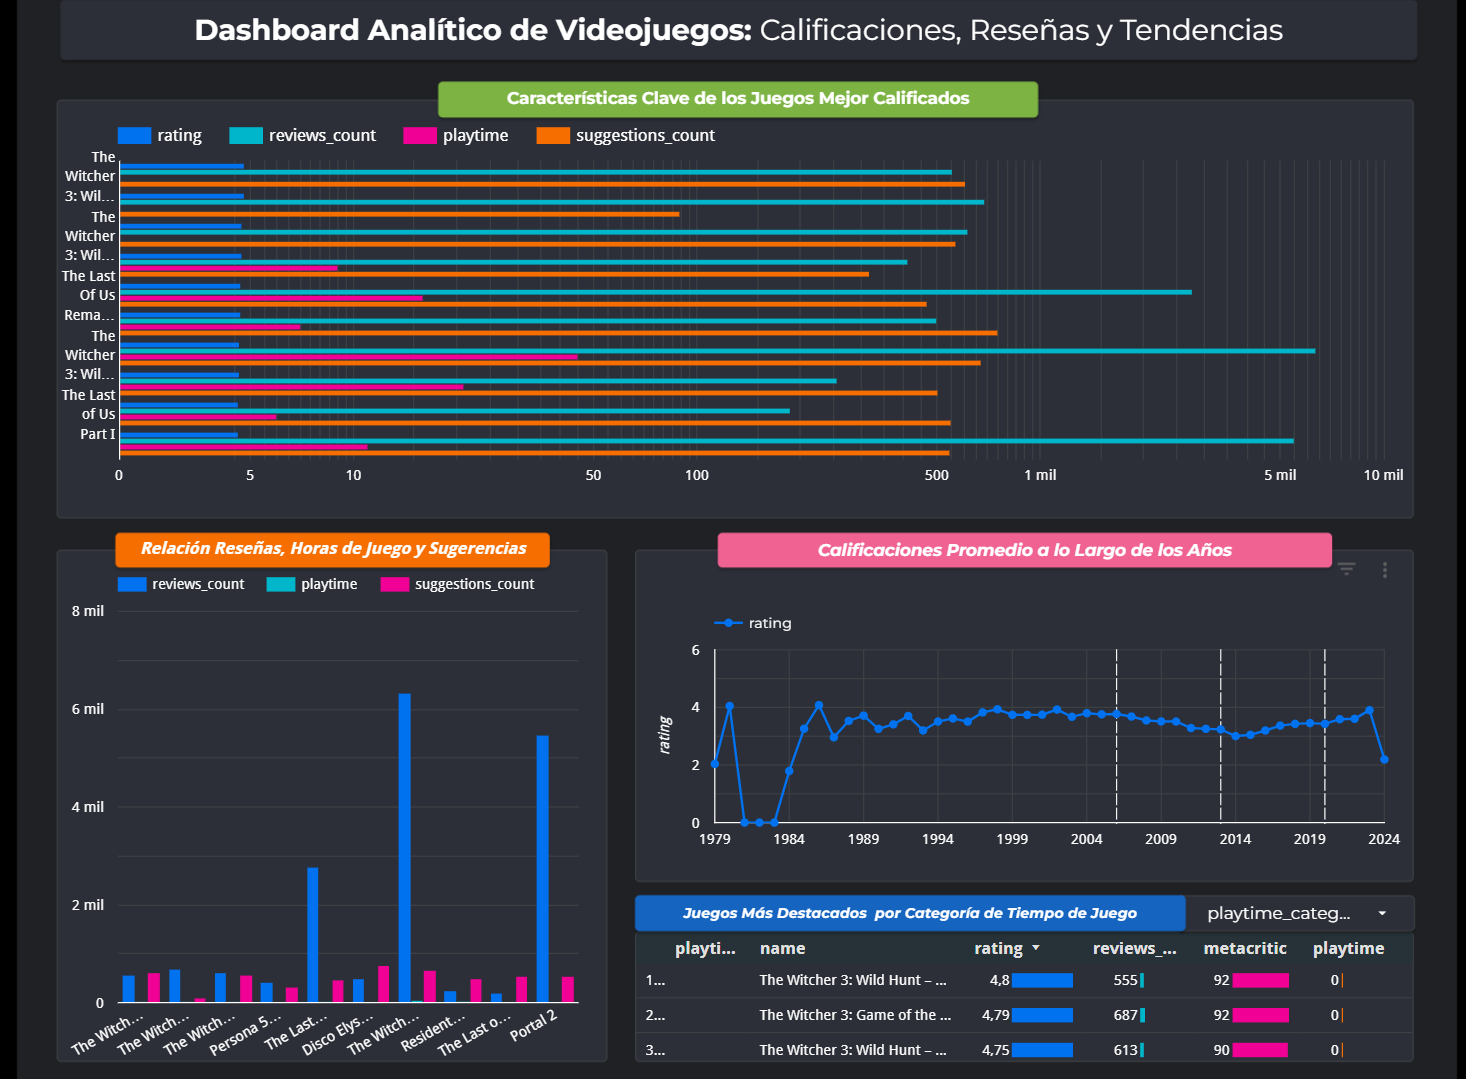 Dashboard Analítico de Videojuegos: Calificaciones, Reseñas y Tendencias
Características Clave de los Juegos Mejor Calificados
rating reviews_count playtime suggestions_count
The
Witcher
3: Wil...
The
Witcher
3: Wil...
The Last
Of Us
Rema...
The
Witcher
3: Wil...
The Last
of Us
Part I
0 5 10 50 100 500 1 mil 5 mil 10 mil
Relación Reseñas, Horas de Juego y Sugerencias
reviews_count playtime suggestions_count
8 mil
6 mil
4 mil
2 mil
0
The Witch... The Witch... The Witch... Persona 5... The Last... Disco Elys... The Witch... Resident... The Last o... Portal 2
Calificaciones Promedio a lo Largo de los Años
rating
rating
6
4
2
0
1979 1984 1989 1994 1999 2004 2009 2014 2019 2024
Juegos Más Destacados por Categoría de Tiempo de Juego
playtime_categ...
playti... name rating reviews_... metacritic playtime
1... The Witcher 3: Wild Hunt – ... 4,8 555 92 0
2... The Witcher 3: Game of the ... 4,79 687 92 0
3... The Witcher 3: Wild Hunt – ... 4,75 613 90 0